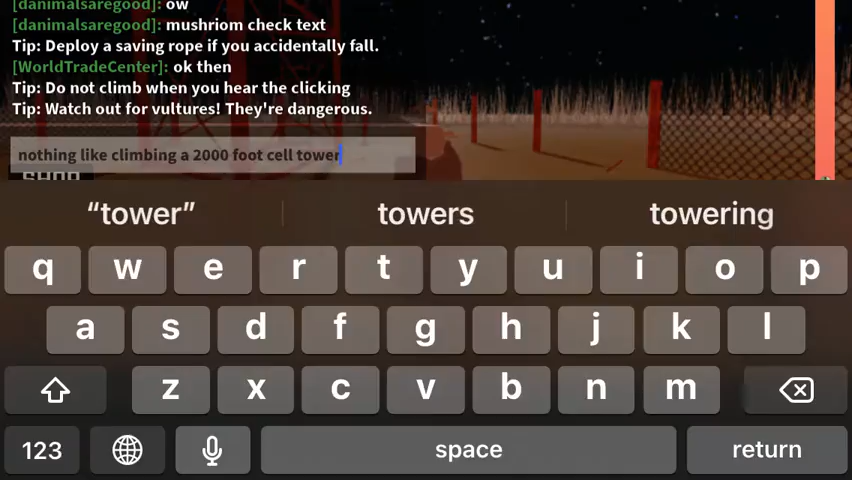 [danimalsaregood]: ow
[danimalsaregood]: mushriom check text
Tip: Deploy a saving rope if you accidentally fall.
[WorldTradeCenter]: ok then
Tip: Do not climb when you hear the clicking
Tip: Watch out for vultures! They're dangerous.
nothing like climbing a 2000 foot cell tower
SHOP
“tower” towers towering
q w e r t y u i o p
a s d f g h j k l
z x c v b n m
123 space return